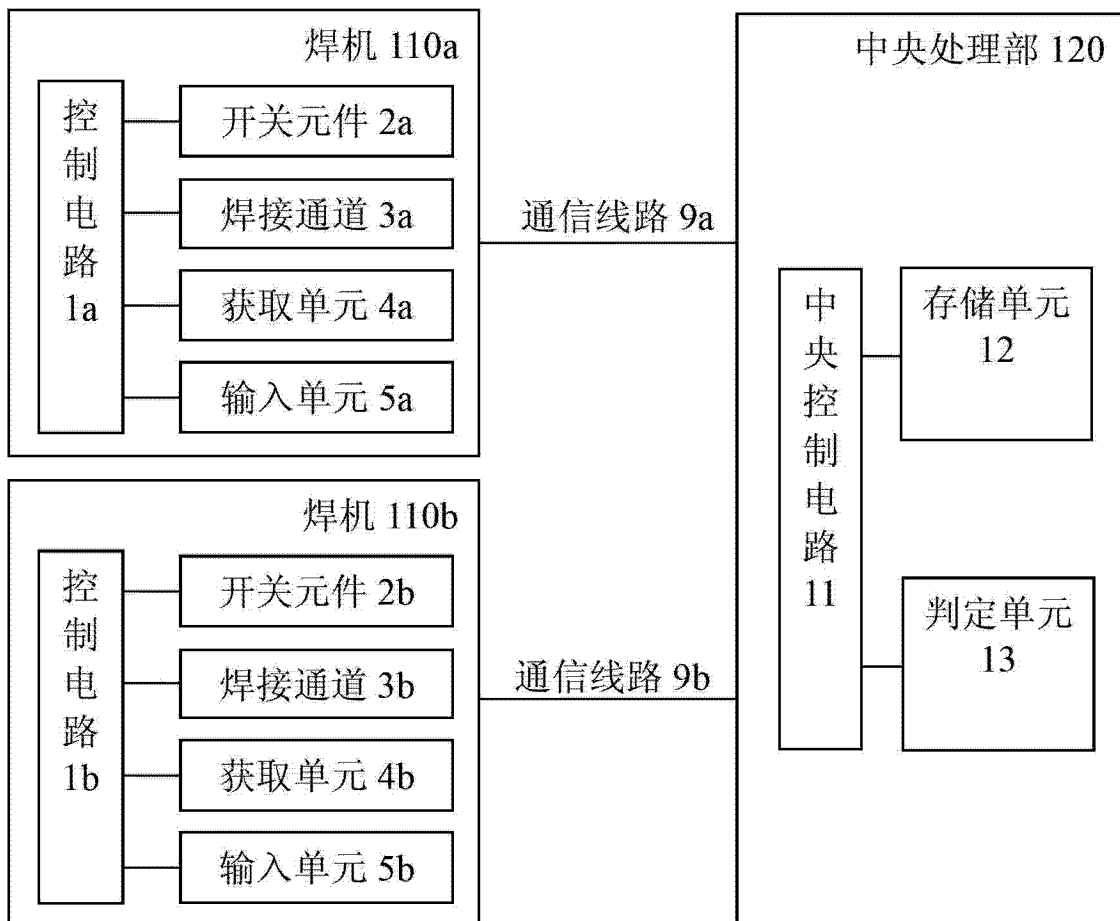 焊机 110a
控制电路 1a
开关元件 2a
焊接通道 3a
获取单元 4a
输入单元 5a
焊机 110b
控制电路 1b
开关元件 2b
焊接通道 3b
获取单元 4b
输入单元 5b
通信线路 9a
通信线路 9b
中央处理部 120
中央控制电路 11
存储单元
12
判定单元
13